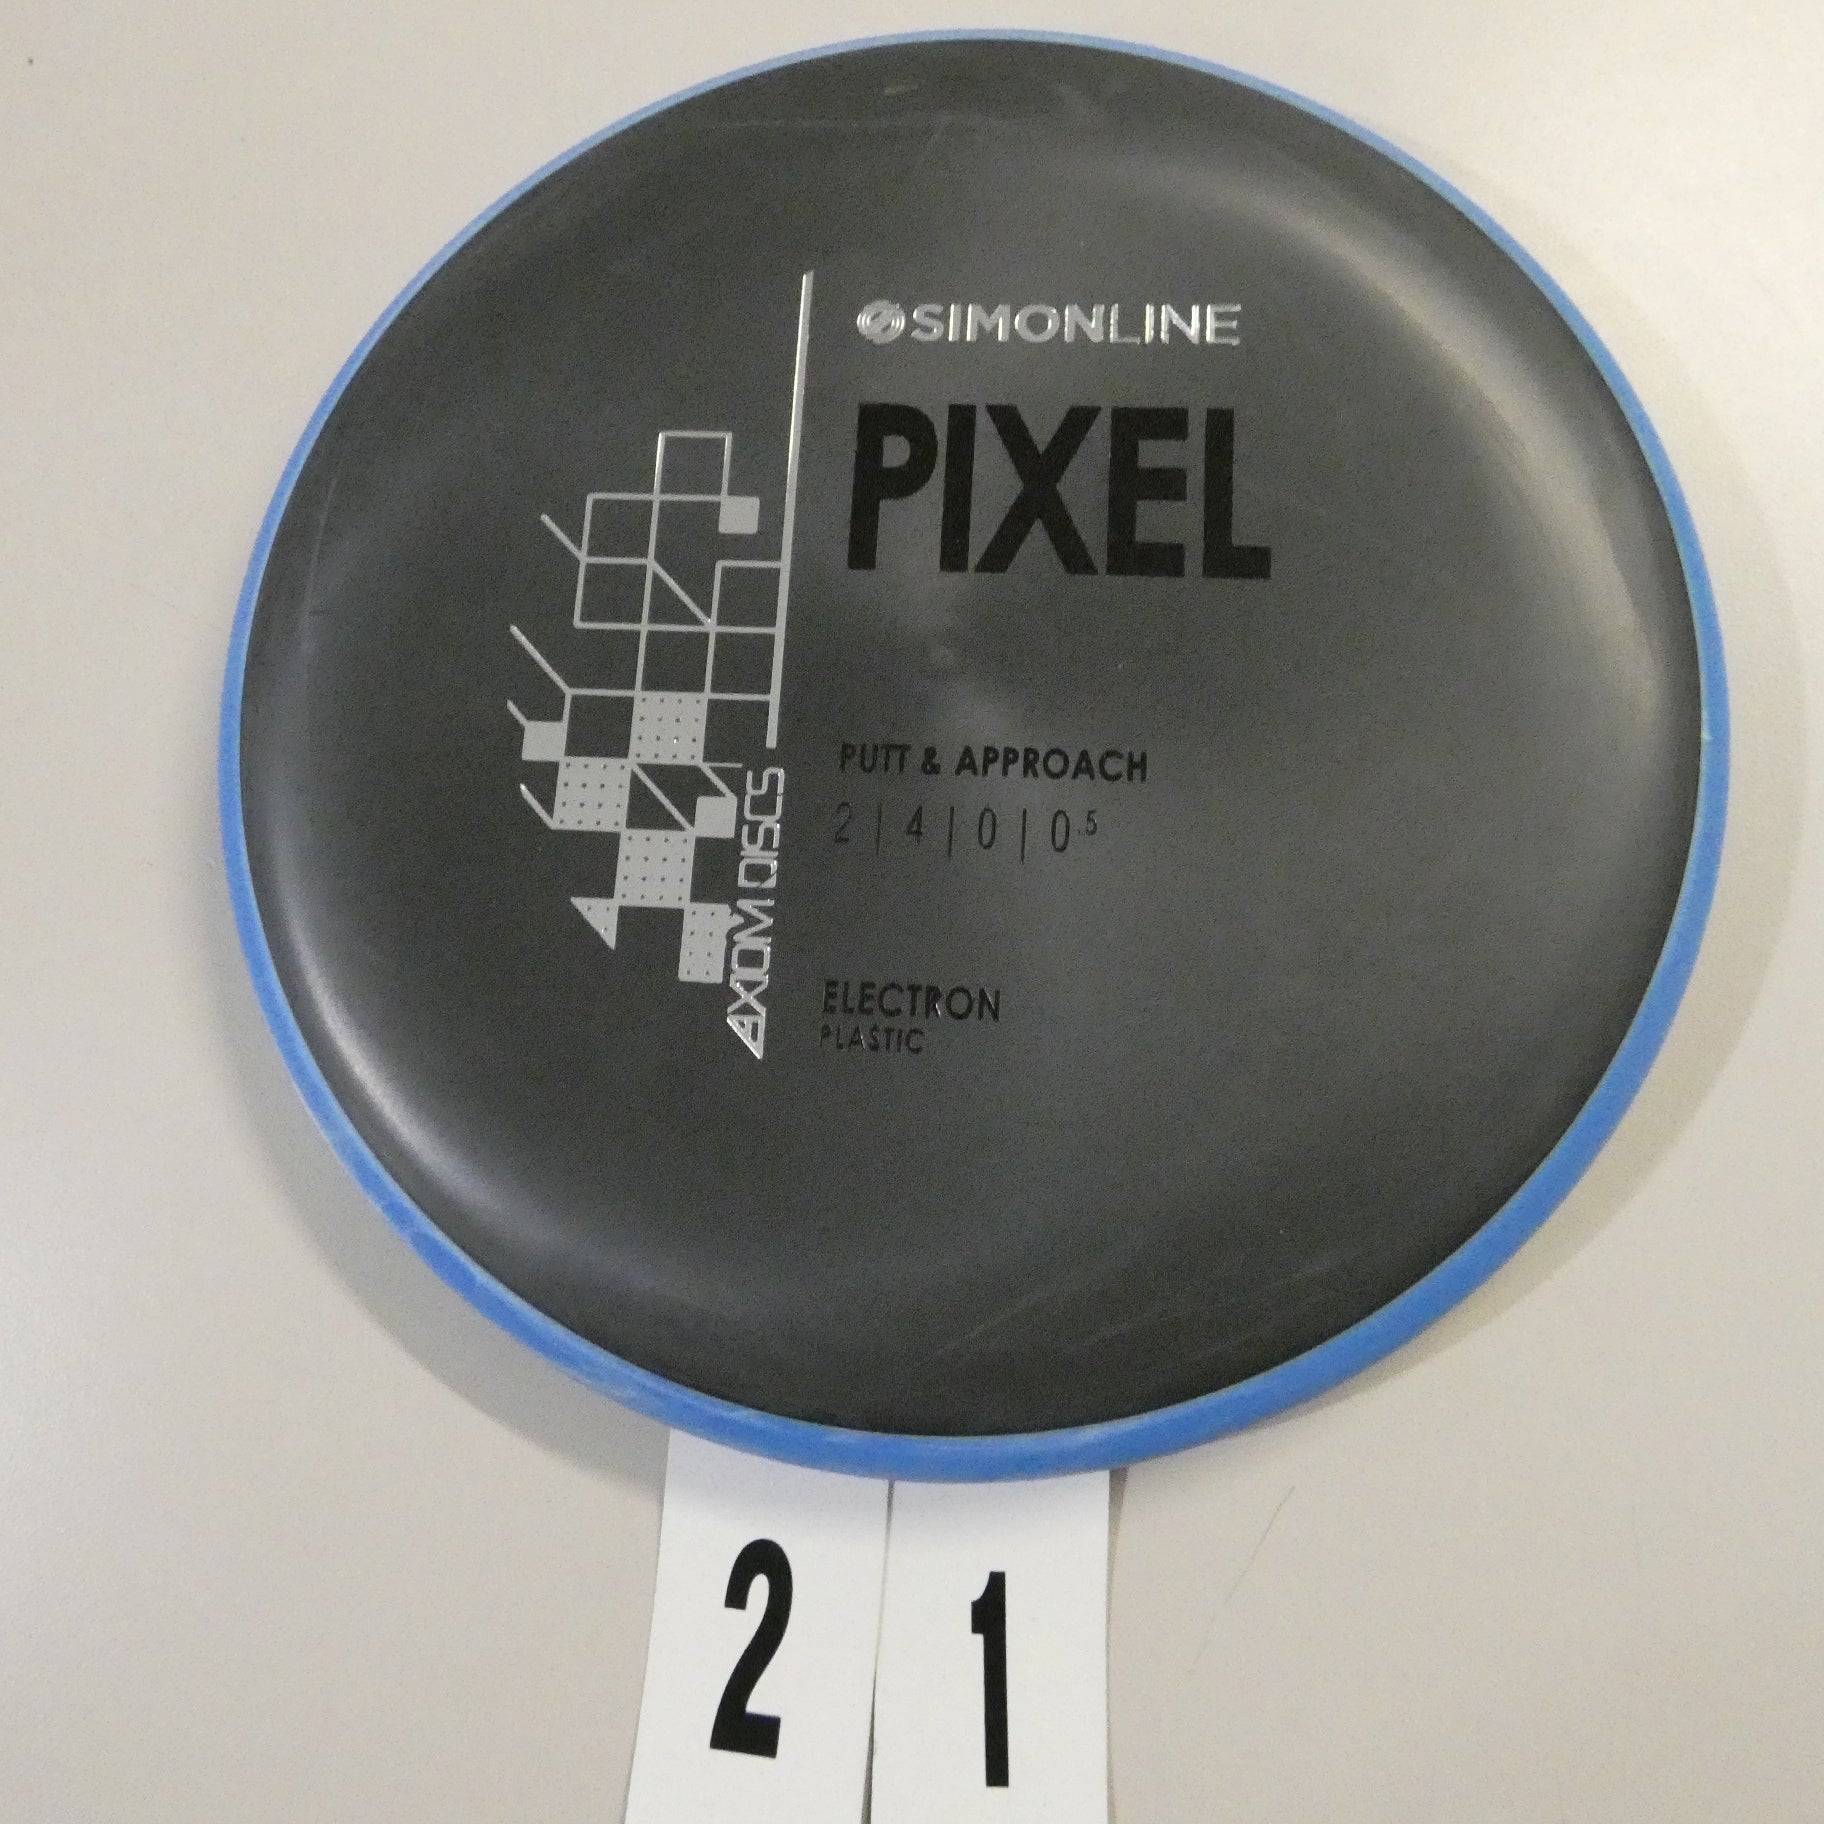 SIMONLINE
PIXEL
PUTT & APPROACH
2 | 4 | 0 | 0.5
AXIOM DISCS
ELECTRON
PLASTIC
2 1